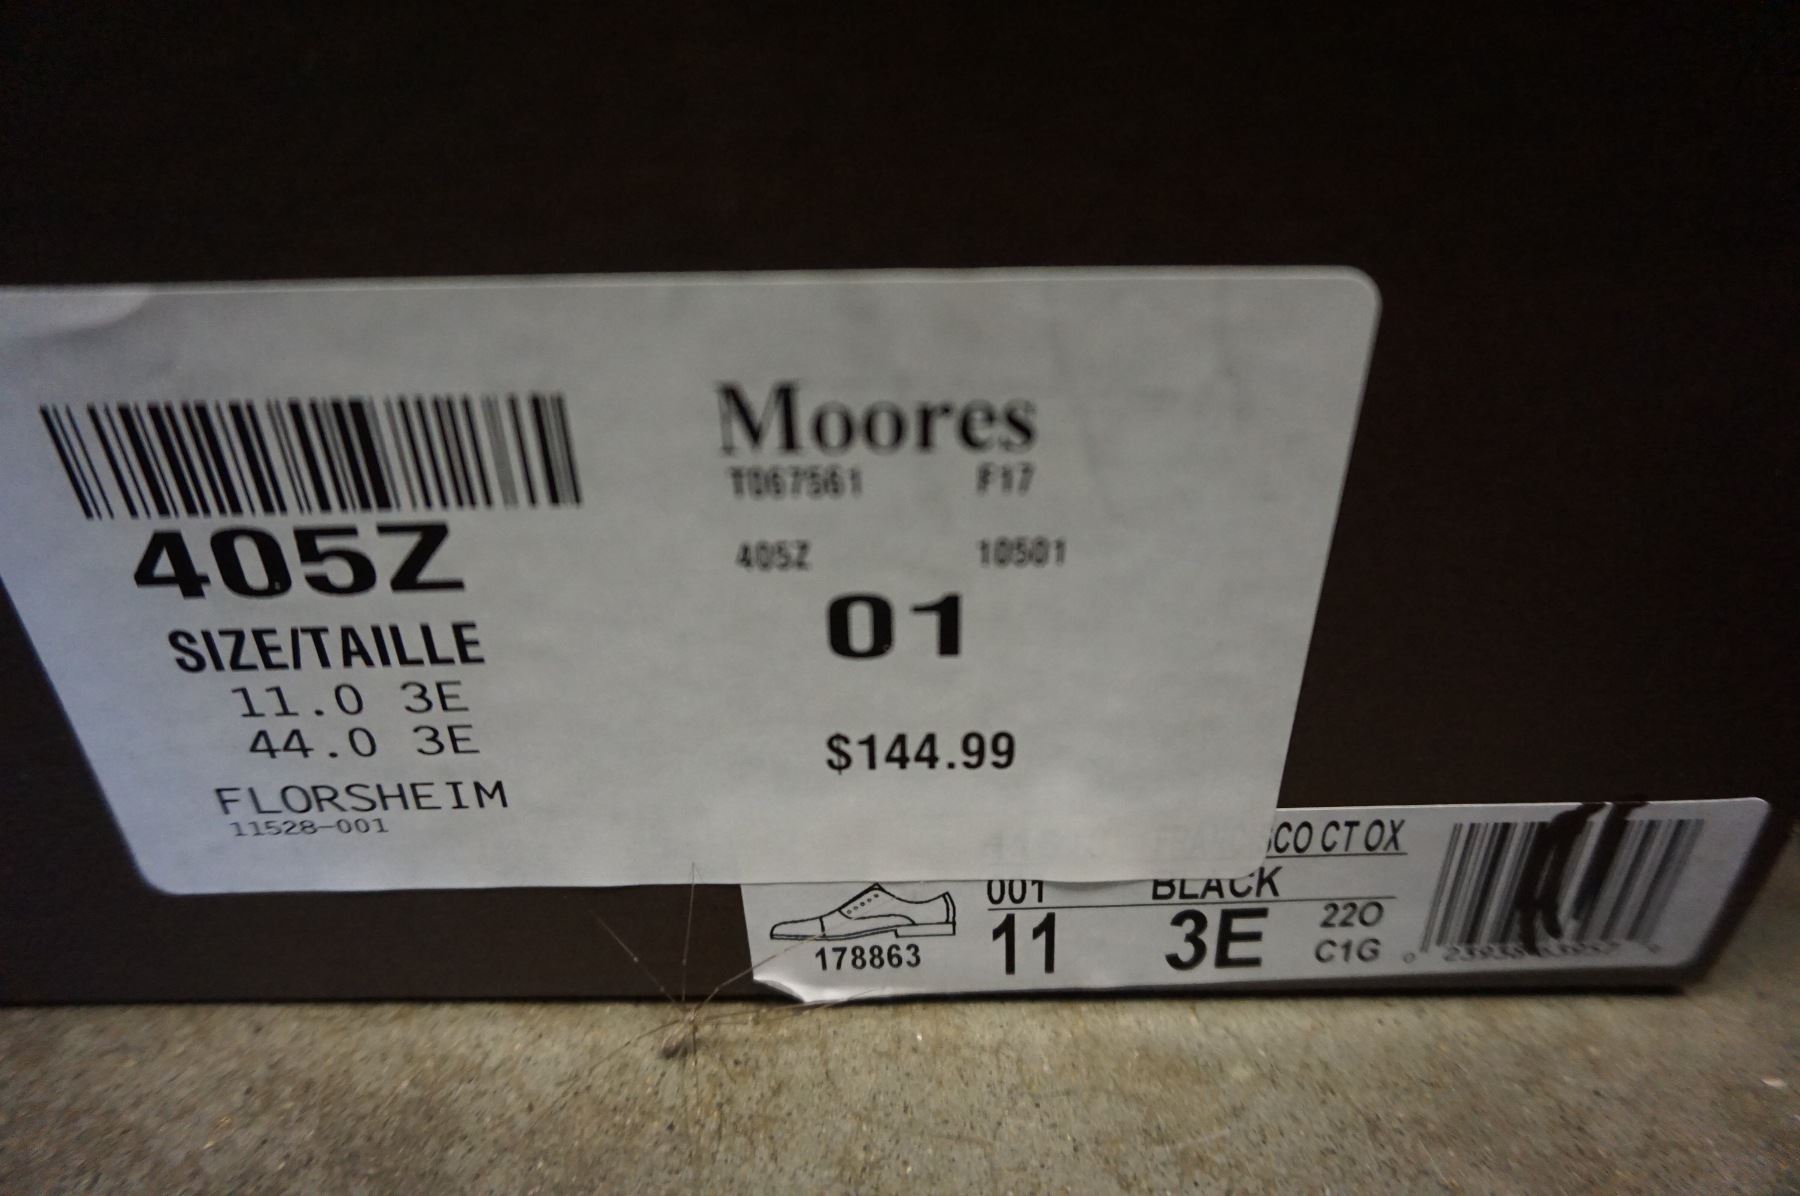 Moores
T067561 F17
405Z
405Z 10501
01
SIZE/TAILLE
11.0 3E
44.0 3E
$144.99
FLORSHEIM
11528-001
CT OX
001 BLACK
11 3E 220
C1G
178863